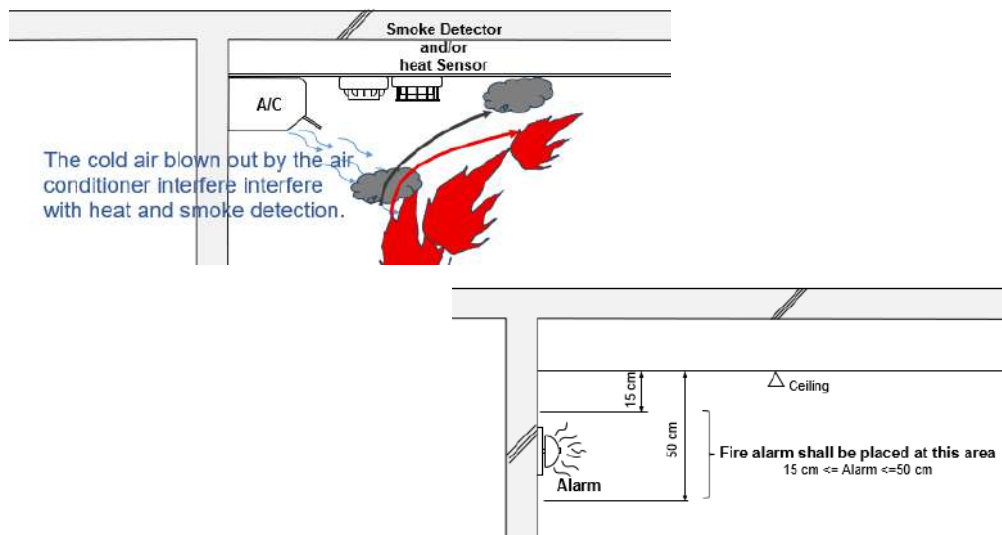 Smoke Detector
and/or
heat Sensor
A/C
The cold air blown out by the air
conditioner interfere interfere
with heat and smoke detection.
15 cm
Ceiling
50 cm
Fire alarm shall be placed at this area
15 cm <= Alarm <=50 cm
Alarm